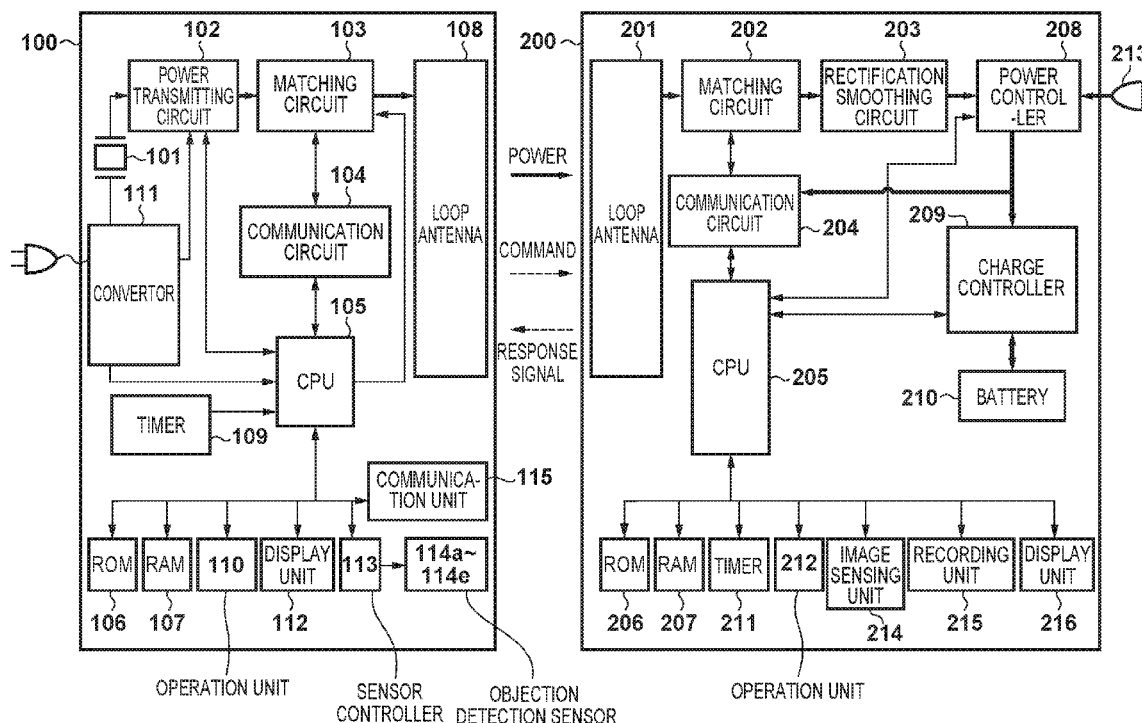 100
102
103
108
POWER
TRANSMITTING
CIRCUIT
MATCHING
CIRCUIT
LOOP
ANTENNA
101
111
104
COMMUNICATION
CIRCUIT
CONVERTOR
105
CPU
TIMER
109
COMMUNICA-
TION UNIT
115
ROM
RAM
110
DISPLAY
UNIT
113
114a~
114e
106
107
112
OPERATION UNIT
SENSOR
CONTROLLER
OBJECTION
DETECTION SENSOR
POWER
COMMAND
RESPONSE
SIGNAL
200
201
202
203
208
213
LOOP
ANTENNA
MATCHING
CIRCUIT
RECTIFICATION
SMOOTHING
CIRCUIT
POWER
CONTROL
-LER
COMMUNICATION
CIRCUIT
204
209
CHARGE
CONTROLLER
CPU
205
210
BATTERY
ROM
RAM
TIMER
212
IMAGE
SENSING
UNIT
RECORDING
UNIT
DISPLAY
UNIT
206
207
211
214
215
216
OPERATION UNIT